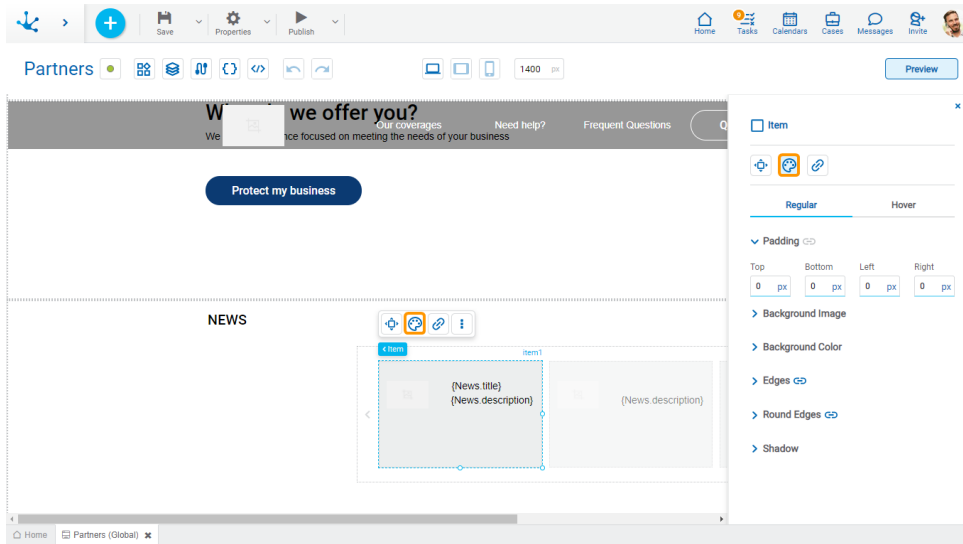 Save
Properties
Publish
Home
9
Tasks
Calendars
Cases
Messages
Invite
Partners
1400 px
Preview
we offer you?
We
nce focused on meeting the needs of your business
Our coverages
Need help?
Frequent Questions
Q
Protect my business
NEWS
Item
item1
{News.title}
{News.description}
{News.description}
×
Item
Regular
Hover
Padding
Top
Bottom
Left
Right
0 px
0 px
0 px
0 px
Background Image
Background Color
Edges
Round Edges
Shadow
Home
Partners (Global)